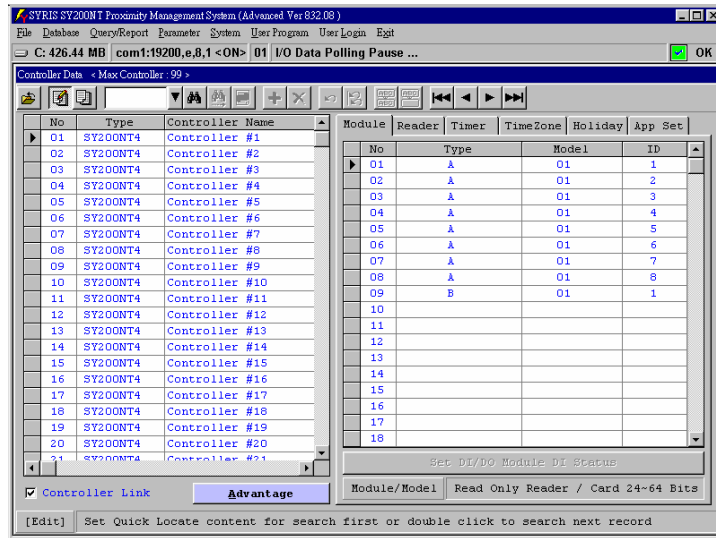 SYRIS SY200NT Proximity Management System (Advanced Ver 832.08 )
File Database Query/Report Parameter System User Program User Login Exit
C: 426.44 MB com1:19200,e,8,1 <ON> 01 I/O Data Polling Pause ... OK
Controller Data < Max Controller : 99 >
Module Reader Timer TimeZone Holiday App Set
No Type Controller Name
01 SY200NT4 Controller #1
02 SY200NT4 Controller #2
03 SY200NT4 Controller #3
04 SY200NT4 Controller #4
05 SY200NT4 Controller #5
06 SY200NT4 Controller #6
07 SY200NT4 Controller #7
08 SY200NT4 Controller #8
09 SY200NT4 Controller #9
10 SY200NT4 Controller #10
11 SY200NT4 Controller #11
12 SY200NT4 Controller #12
13 SY200NT4 Controller #13
14 SY200NT4 Controller #14
15 SY200NT4 Controller #15
16 SY200NT4 Controller #16
17 SY200NT4 Controller #17
18 SY200NT4 Controller #18
19 SY200NT4 Controller #19
20 SY200NT4 Controller #20
21 SY200NT4 Controller #21
No Type Model ID
01 A 01 1
02 A 01 2
03 A 01 3
04 A 01 4
05 A 01 5
06 A 01 6
07 A 01 7
08 A 01 8
09 B 01 1
10
11
12
13
14
15
16
17
18
Set DI/DO Module DI Status
Controller Link Advantage
Module/Model Read Only Reader / Card 24~64 Bits
[Edit] Set Quick Locate content for search first or double click to search next record